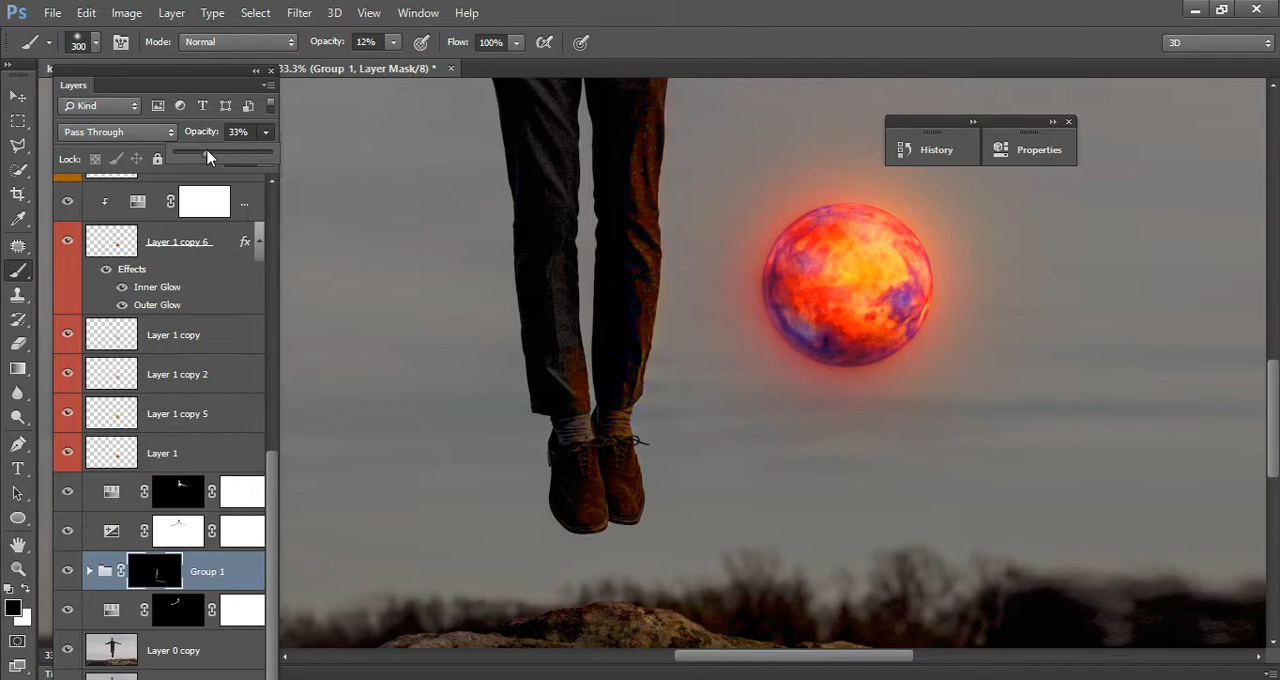 Ps File Edit Image Layer Type Select Filter 3D View Window Help
300 Mode: Normal Opacity: 12% Flow: 100% 3D
33.3% (Group 1, Layer Mask/8) *
Layers
Kind
Pass Through Opacity: 33%
Lock:
History Properties
...
Layer 1 copy 6 fx
Effects
Inner Glow
Outer Glow
Layer 1 copy
Layer 1 copy 2
Layer 1 copy 5
Layer 1
Group 1
Layer 0 copy